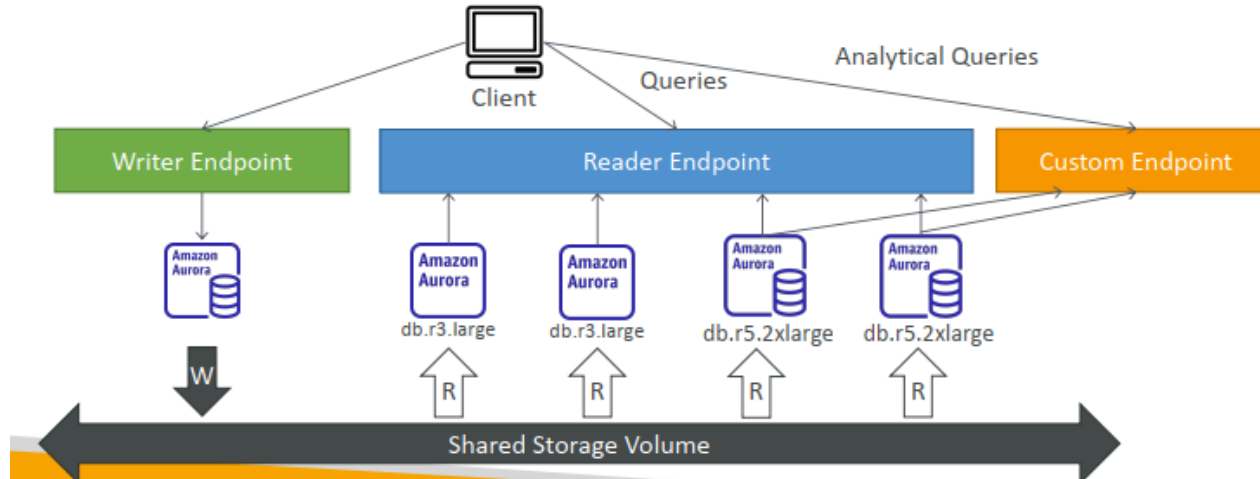 Client
Queries
Analytical Queries
Writer Endpoint
Reader Endpoint
Custom Endpoint
Amazon
Aurora
Amazon
Aurora
db.r3.large
Amazon
Aurora
db.r3.large
Amazon
Aurora
db.r5.2xlarge
Amazon
Aurora
db.r5.2xlarge
W
R
R
R
R
Shared Storage Volume